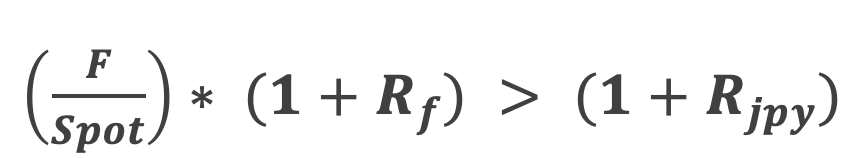 (F/Spot) * (1 + R_f) > (1 + R_jpy)